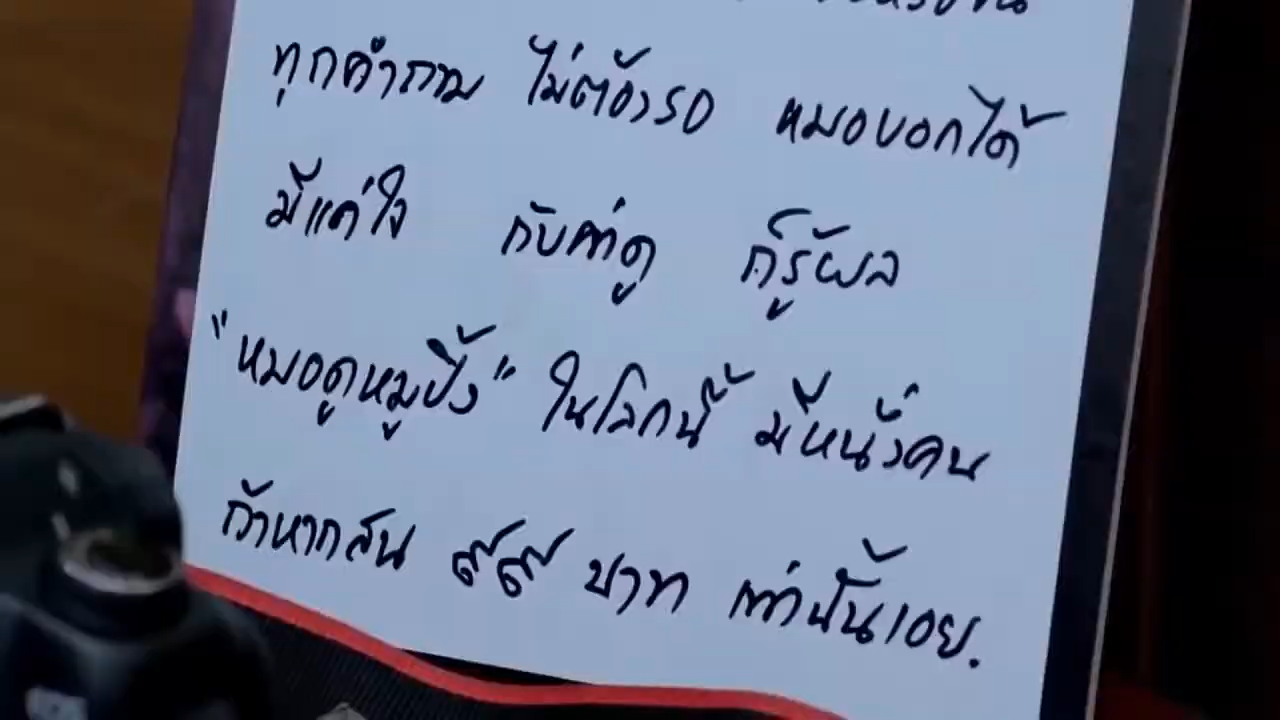 ทุกคำถาม ไม่ต้องรอ หมอบอกได้
มีแค่ใจ กับค่าดู ก็รู้ผล
"หมอดูหมูปิ้ง" ในโลกนี้ มีหนึ่งคน
ถ้าหากสน ๙๙ บาท เท่านั้นเอย.